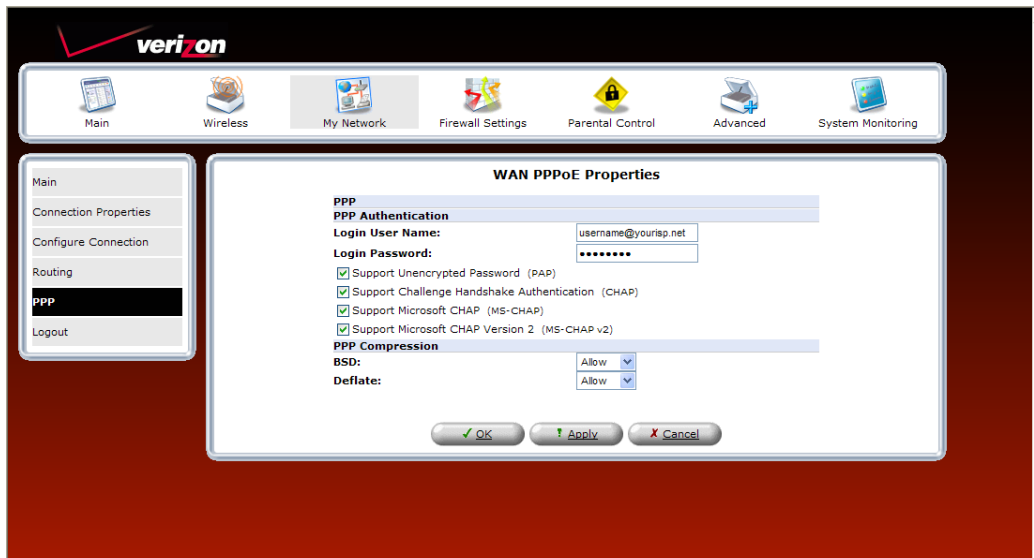 verizon
Main
Wireless
My Network
Firewall Settings
Parental Control
Advanced
System Monitoring
Main
Connection Properties
Configure Connection
Routing
PPP
Logout
WAN PPPoE Properties
PPP
PPP Authentication
Login User Name: username@yourisp.net
Login Password: ••••••••
Support Unencrypted Password (PAP)
Support Challenge Handshake Authentication (CHAP)
Support Microsoft CHAP (MS-CHAP)
Support Microsoft CHAP Version 2 (MS-CHAP v2)
PPP Compression
BSD: Allow
Deflate: Allow
OK
Apply
Cancel